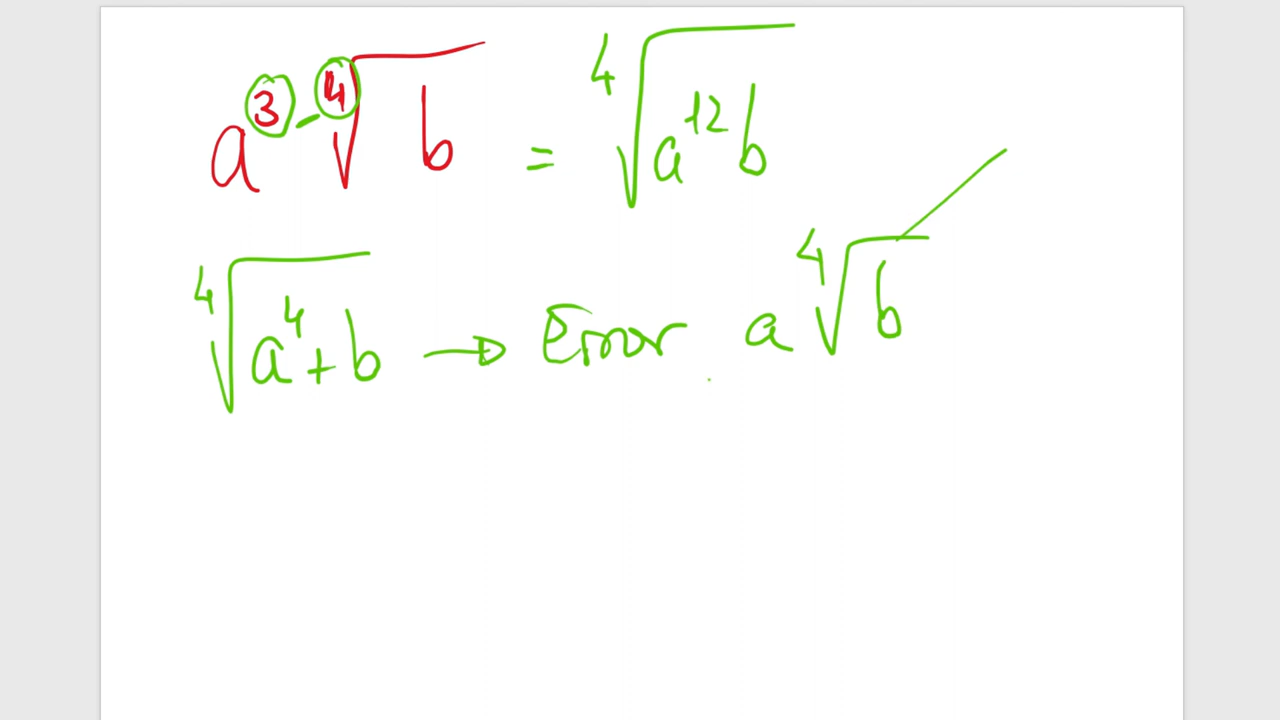 a³ - ⁴√b = ⁴√a¹²b
⁴√a⁴+b → Error a ⁴√b